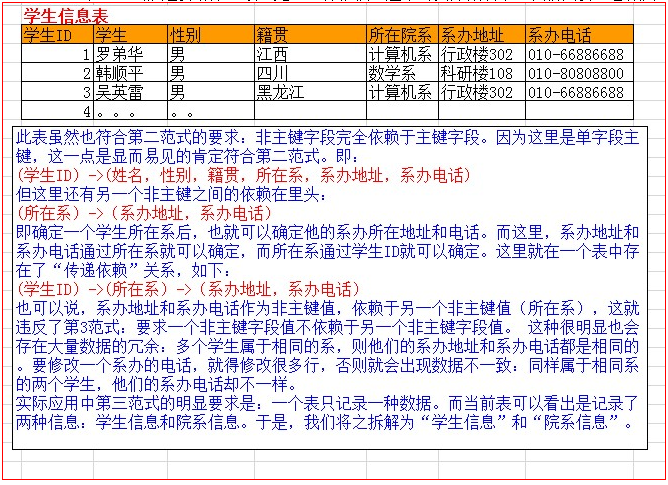 学生信息表
学生ID 学生 性别 籍贯 所在院系 系办地址 系办电话
1 罗弟华 男 江西 计算机系 行政楼302 010-66886688
2 韩顺平 男 四川 数学系 科研楼108 010-80808800
3 吴英雷 男 黑龙江 计算机系 行政楼302 010-66886688
4 。。。 。。
此表虽然也符合第二范式的要求：非主键字段完全依赖于主键字段。因为这里是单字段主
键，这一点是显而易见的肯定符合第二范式。即：
(学生ID) ->(姓名，性别，籍贯，所在系，系办地址，系办电话)
但这里还有另一个非主键之间的依赖在里头：
(所在系) -> (系办地址，系办电话)
即确定一个学生所在系后，也就可以确定他的系办所在地址和电话。而这里，系办地址和
系办电话通过所在系就可以确定，而所在系通过学生ID就可以确定。这里就在一个表中存
在了“传递依赖”关系，如下：
(学生ID) ->(所在系) -> (系办地址，系办电话)
也可以说，系办地址和系办电话作为非主键值，依赖于另一个非主键值（所在系），这就
违反了第3范式：要求一个非主键字段值不依赖于另一个非主键字段值。 这种很明显也会
存在大量数据的冗余：多个学生属于相同的系，则他们的系办地址和系办电话都是相同的
。要修改一个系办的电话，就得修改很多行，否则就会出现数据不一致：同样属于相同系
的两个学生，他们的系办电话却不一样。
实际应用中第三范式的明显要求是：一个表只记录一种数据。而当前表可以看出是记录了
两种信息：学生信息和院系信息。于是，我们将之拆解为“学生信息”和“院系信息”。